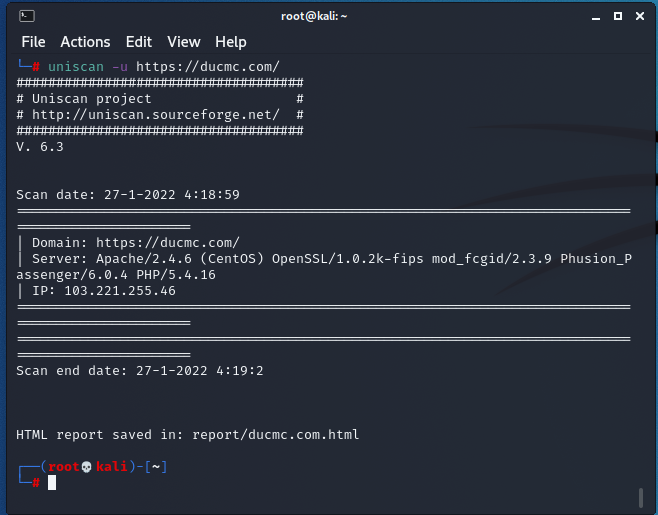 root@kali: ~
File Actions Edit View Help
└─# uniscan -u https://ducmc.com/
####################################
# Uniscan project                  #
# http://uniscan.sourceforge.net/  #
####################################
V. 6.3
Scan date: 27-1-2022 4:18:59
=============================================================================
======================
| Domain: https://ducmc.com/
| Server: Apache/2.4.6 (CentOS) OpenSSL/1.0.2k-fips mod_fcgid/2.3.9 Phusion_P
assenger/6.0.4 PHP/5.4.16
| IP: 103.221.255.46
=============================================================================
======================
=============================================================================
======================
Scan end date: 27-1-2022 4:19:2
HTML report saved in: report/ducmc.com.html
┌──(root💀kali)-[~]
└─#